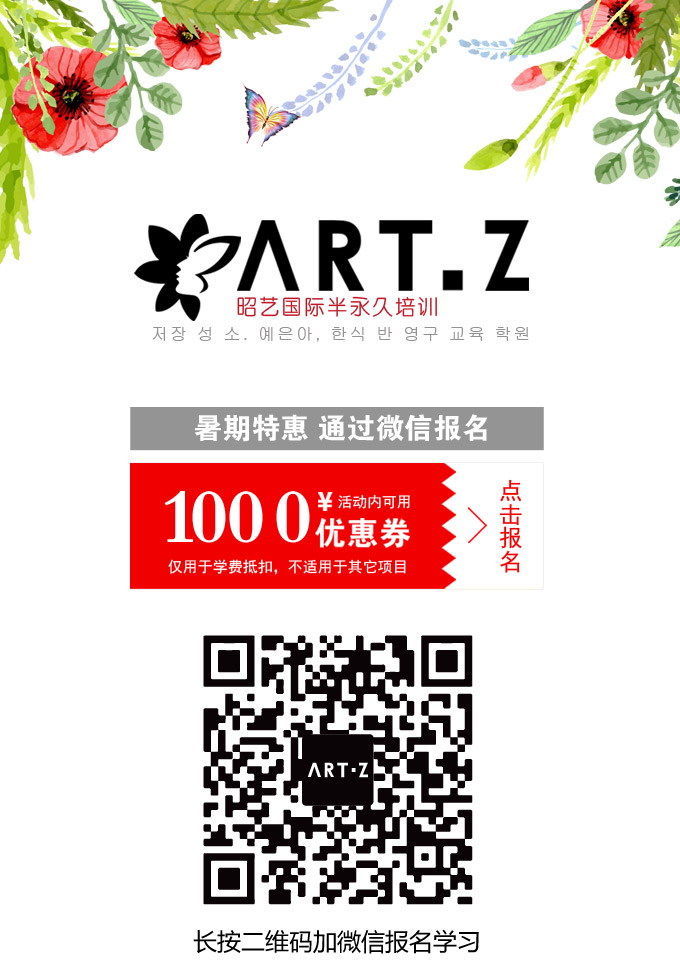 ART.Z
昭艺国际半永久培训
저장 성 소. 예은아, 한식 반 영구 교육 학원
暑期特惠 通过微信报名
1000¥活动内可用
优惠券
仅用于学费抵扣，不适用于其它项目
点击报名
ART·Z
长按二维码加微信报名学习